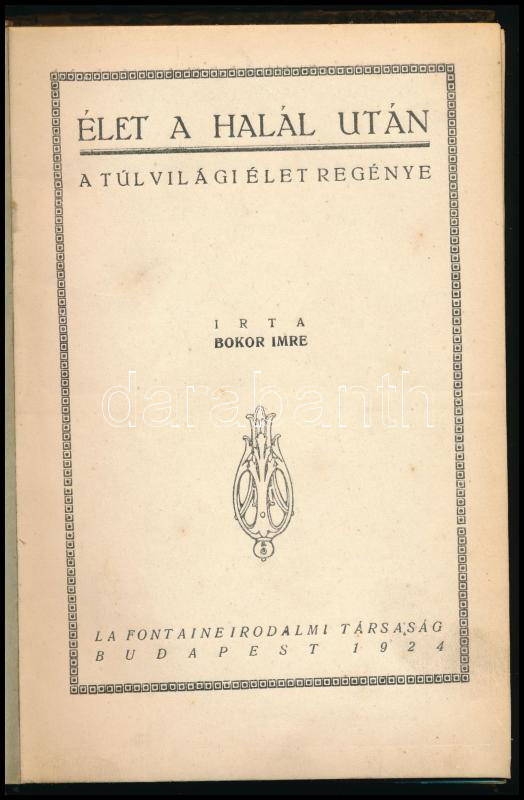 ÉLET A HALÁL UTÁN
A TÚLVILÁGI ÉLET REGÉNYE
IRTA
BOKOR IMRE
darabanth
LA FONTAINE IRODALMI TÁRSASÁG
BUDAPEST 1924